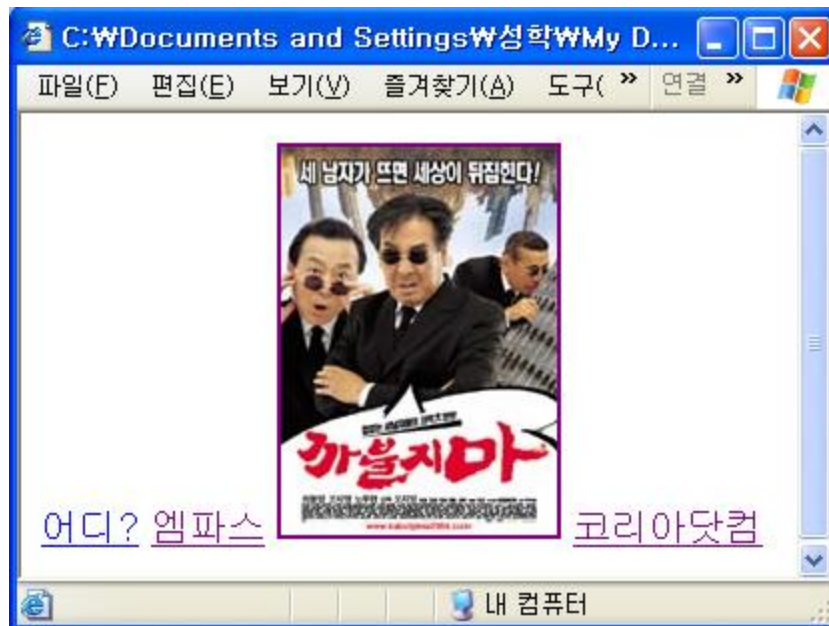 C:₩Documents and Settings₩성학₩My D...
파일(F) 편집(E) 보기(V) 즐겨찾기(A) 도구( » 연결 »
세 남자가 뜨면 세상이 뒤집힌다!
까불지마
어디? 엠파스 코리아닷컴
내 컴퓨터